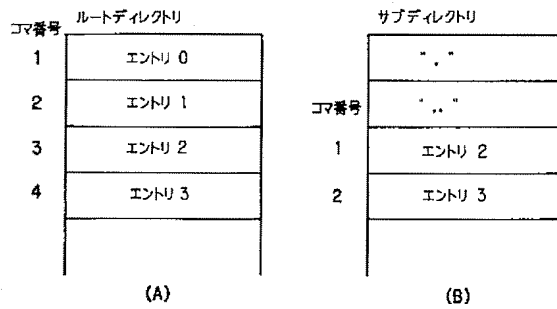 ルートディレクトリ
コマ番号
1 エントリ 0
2 エントリ 1
3 エントリ 2
4 エントリ 3
(A)
サブディレクトリ
" . "
" .. "
コマ番号
1 エントリ 2
2 エントリ 3
(B)